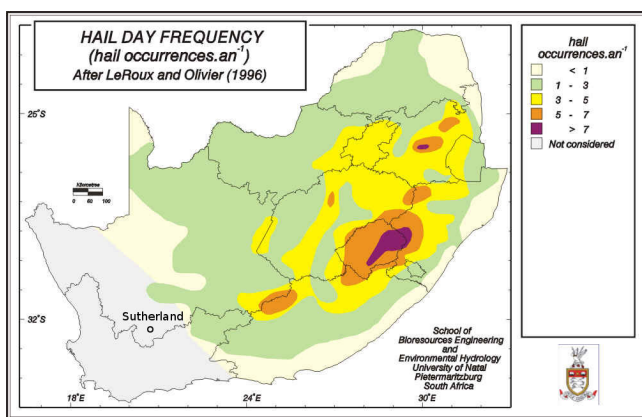 HAIL DAY FREQUENCY
(hail occurrences.an⁻¹)
After LeRoux and Olivier (1996)
hail
occurrences.an⁻¹
< 1
1 - 3
3 - 5
5 - 7
> 7
Not considered
25°S
Kilometres
0 50 100
Sutherland
32°S
School of
Bioresources Engineering
and
Environmental Hydrology
University of Natal
Pietermaritzburg
South Africa
18°E
24°E
30°E